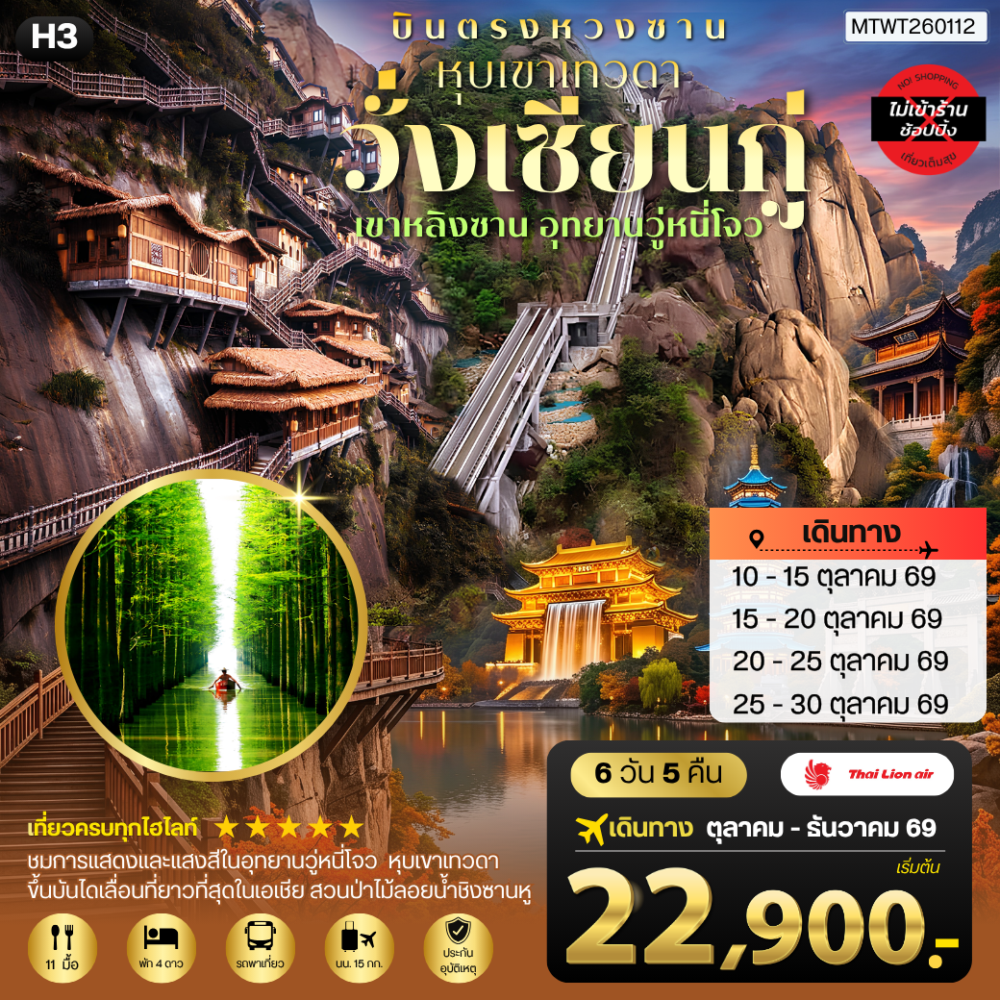 H3
บินตรงหวงซาน
MTWT260112
หุบเขาเทวดา
วั่งเซียนกู่
เขาหลิงซาน อุทยานวู่หนี่โจว
NO! SHOPPING
ไม่เข้าร้าน
ช้อปปิ้ง
เที่ยวเต็มสุข
เดินทาง
10 - 15 ตุลาคม 69
15 - 20 ตุลาคม 69
20 - 25 ตุลาคม 69
25 - 30 ตุลาคม 69
6 วัน 5 คืน
Thai Lion air
เดินทาง ตุลาคม - ธันวาคม 69
เริ่มต้น
22,900.-
เที่ยวครบทุกไฮไลท์
ชมการแสดงและแสงสีในอุทยานวู่หนี่โจว หุบเขาเทวดา
ขึ้นบันไดเลื่อนที่ยาวที่สุดในเอเชีย สวนป่าไม้ลอยน้ำชิงซานหู
11 มื้อ
พัก 4 ดาว
รถพาเที่ยว
นน. 15 กก.
ประกัน
อุบัติเหตุ